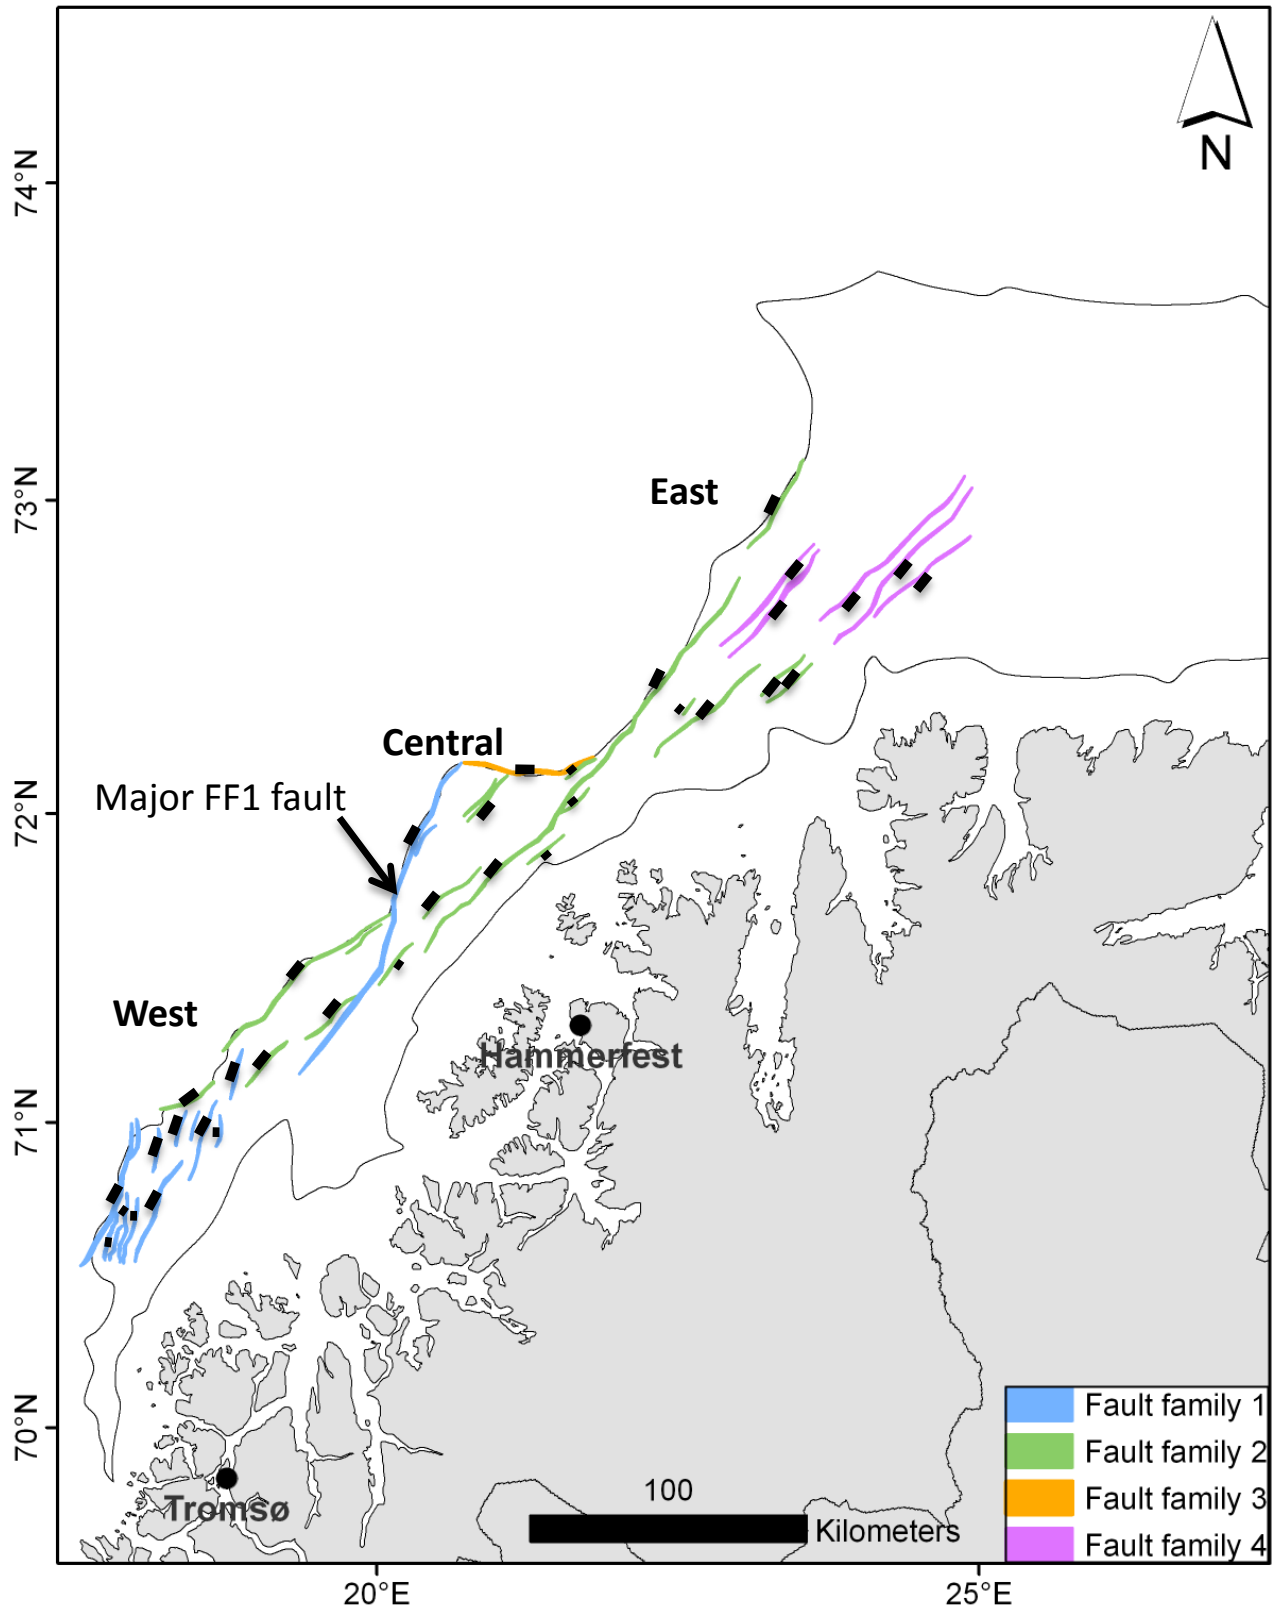 N
74°N
73°N
72°N
71°N
70°N
East
Central
Major FF1 fault
West
Hammerfest
Tromsø
100
Kilometers
Fault family 1
Fault family 2
Fault family 3
Fault family 4
20°E
25°E